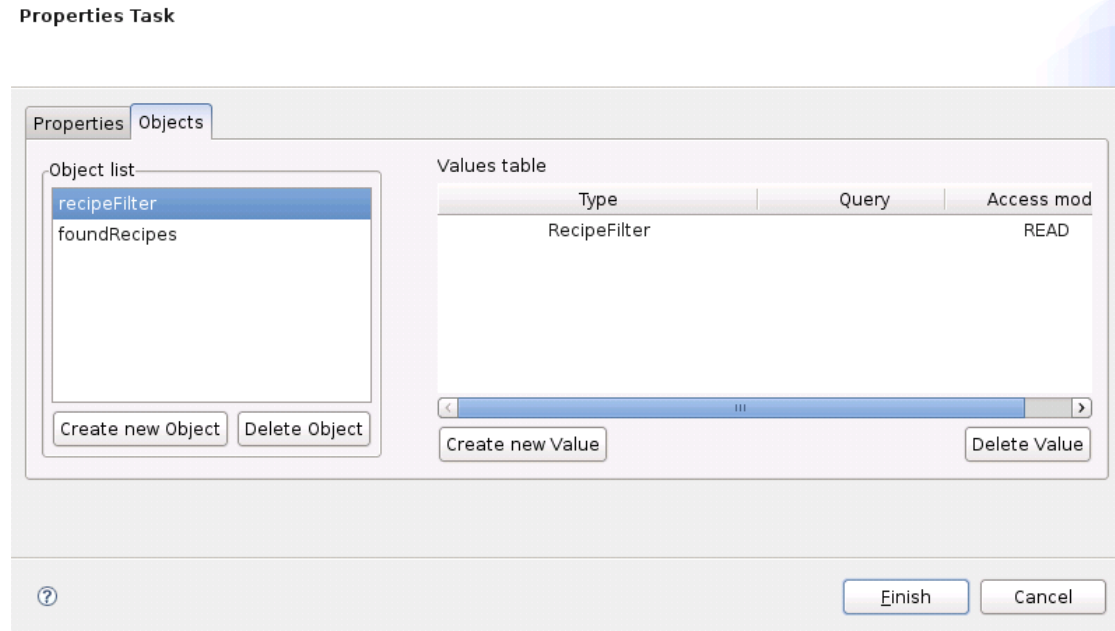 Properties Task
Properties Objects
Object list
recipeFilter
foundRecipes
Create new Object Delete Object
Values table
Type Query Access mod
RecipeFilter READ
Create new Value Delete Value
Finish Cancel